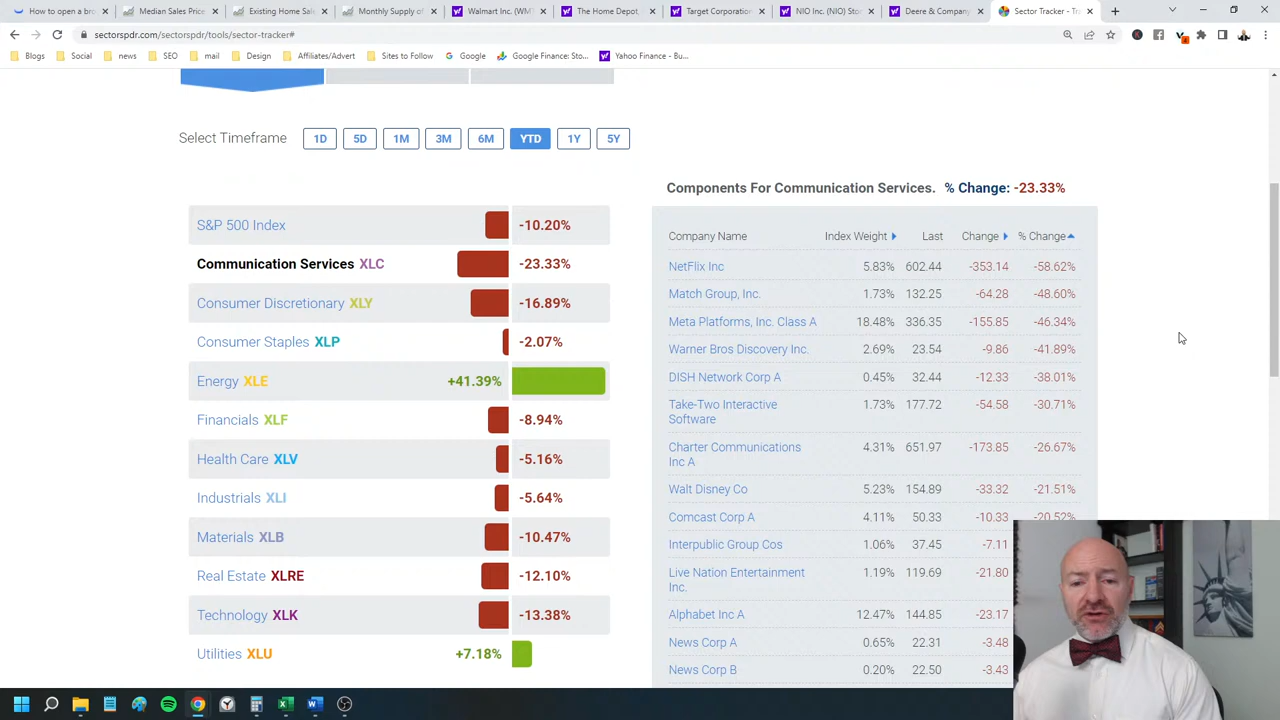 How to open a bro
Median Sales Price
Existing Home Sal
Monthly Supply of
Walmart Inc. (WMT
The Home Depot,
Target Corporation
NIO Inc. (NIO) Sto
Deere & Company
Sector Tracker - Tr
sectorspdr.com/sectorspdr/tools/sector-tracker#
Blogs
Social
news
SEO
mail
Design
Affiliates/Advert
Sites to Follow
Google
Google Finance: Sto...
Yahoo Finance - Bu...
Select Timeframe
1D
5D
1M
3M
6M
YTD
1Y
5Y
S&P 500 Index -10.20%
Communication Services XLC -23.33%
Consumer Discretionary XLY -16.89%
Consumer Staples XLP -2.07%
Energy XLE +41.39%
Financials XLF -8.94%
Health Care XLV -5.16%
Industrials XLI -5.64%
Materials XLB -10.47%
Real Estate XLRE -12.10%
Technology XLK -13.38%
Utilities XLU +7.18%
Components For Communication Services. % Change: -23.33%
Company Name Index Weight Last Change % Change
NetFlix Inc 5.83% 602.44 -353.14 -58.62%
Match Group, Inc. 1.73% 132.25 -64.28 -48.60%
Meta Platforms, Inc. Class A 18.48% 336.35 -155.85 -46.34%
Warner Bros Discovery Inc. 2.69% 23.54 -9.86 -41.89%
DISH Network Corp A 0.45% 32.44 -12.33 -38.01%
Take-Two Interactive
Software 1.73% 177.72 -54.58 -30.71%
Charter Communications
Inc A 4.31% 651.97 -173.85 -26.67%
Walt Disney Co 5.23% 154.89 -33.32 -21.51%
Comcast Corp A 4.11% 50.33 -10.33 -20.52%
Interpublic Group Cos 1.06% 37.45 -7.11
Live Nation Entertainment
Inc. 1.19% 119.69 -21.80
Alphabet Inc A 12.47% 144.85 -23.17
News Corp A 0.65% 22.31 -3.48
News Corp B 0.20% 22.50 -3.43